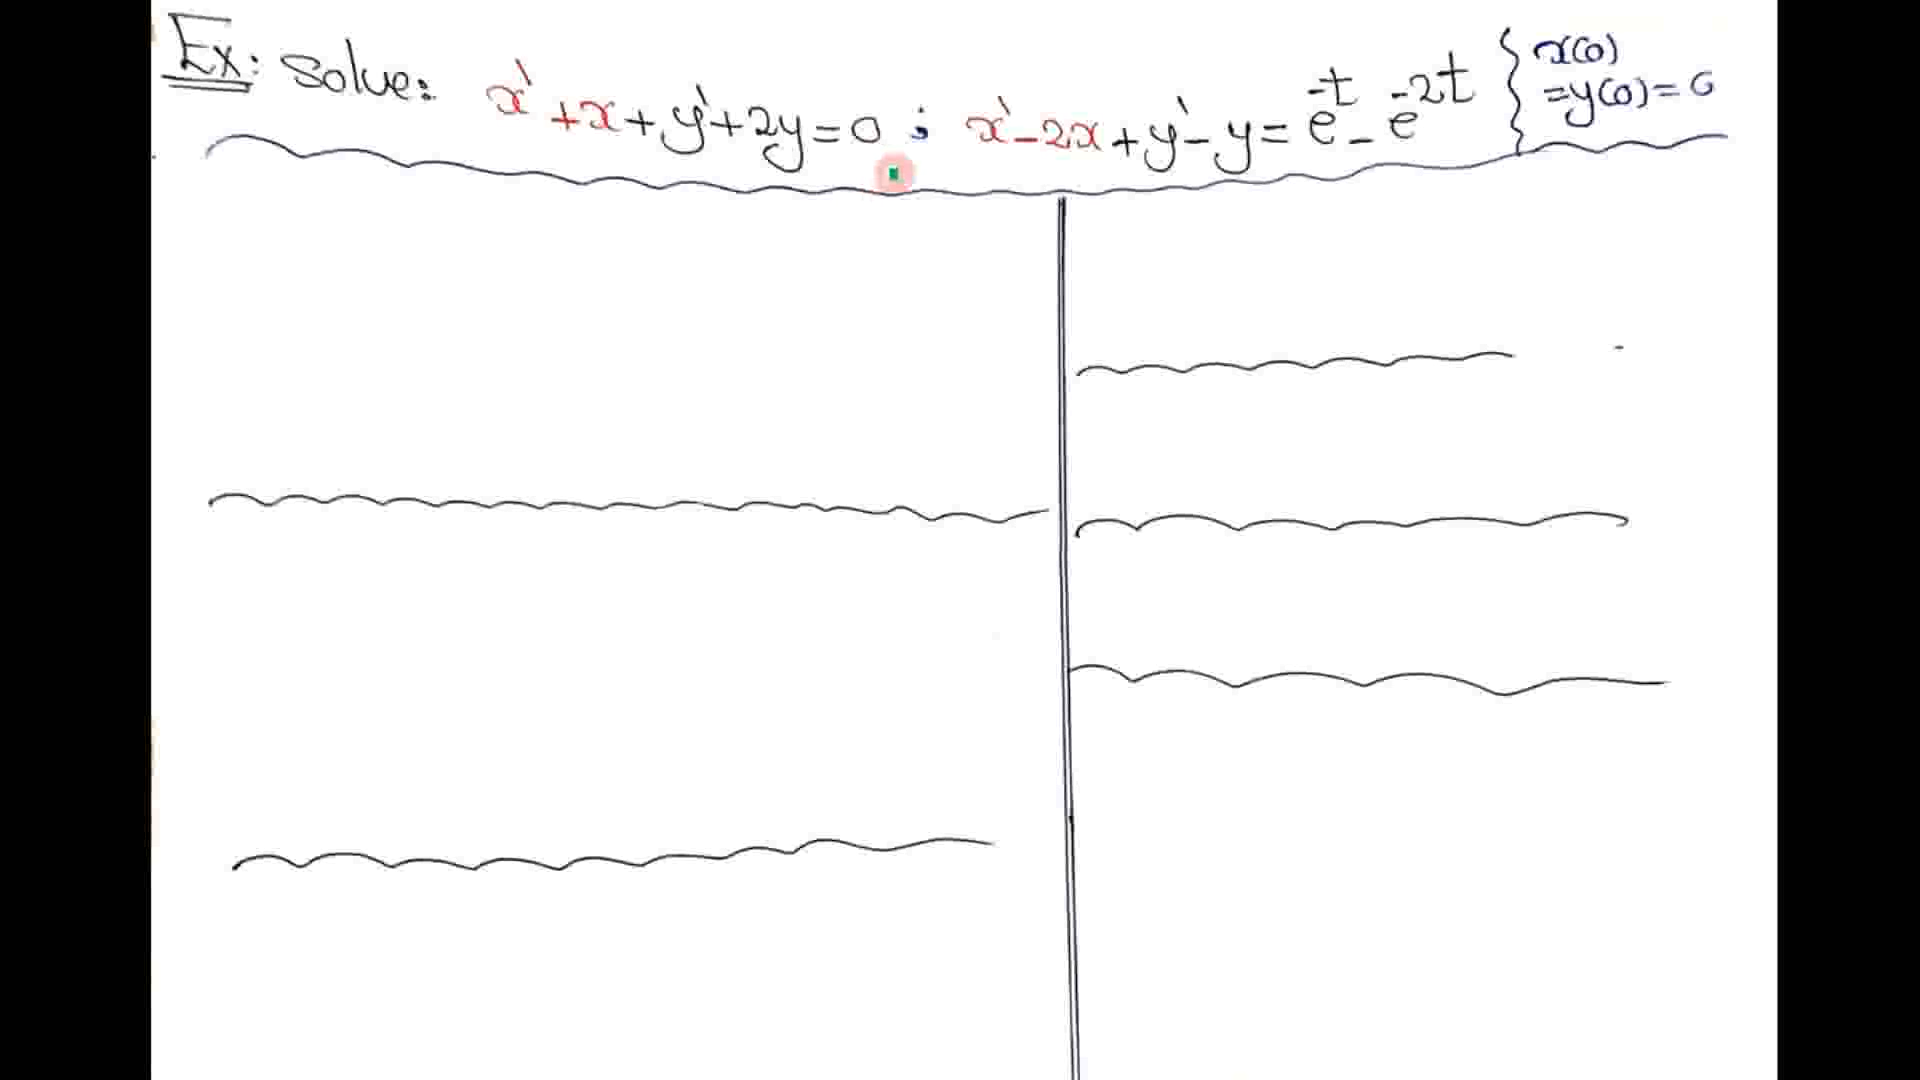 Ex: Solve: x' + x + y' + 2y = 0 ; x' - 2x + y' - y = e^{-t} - e^{-2t} { x(0)
= y(0) = 0